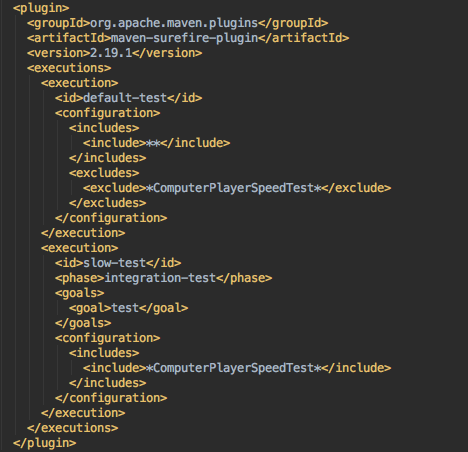 <plugin>
<groupId>org.apache.maven.plugins</groupId>
<artifactId>maven-surefire-plugin</artifactId>
<version>2.19.1</version>
<executions>
<execution>
<id>default-test</id>
<configuration>
<includes>
<include>**</include>
</includes>
<excludes>
<exclude>*ComputerPlayerSpeedTest*</exclude>
</excludes>
</configuration>
</execution>
<execution>
<id>slow-test</id>
<phase>integration-test</phase>
<goals>
<goal>test</goal>
</goals>
<configuration>
<includes>
<include>*ComputerPlayerSpeedTest*</include>
</includes>
</configuration>
</execution>
</executions>
</plugin>